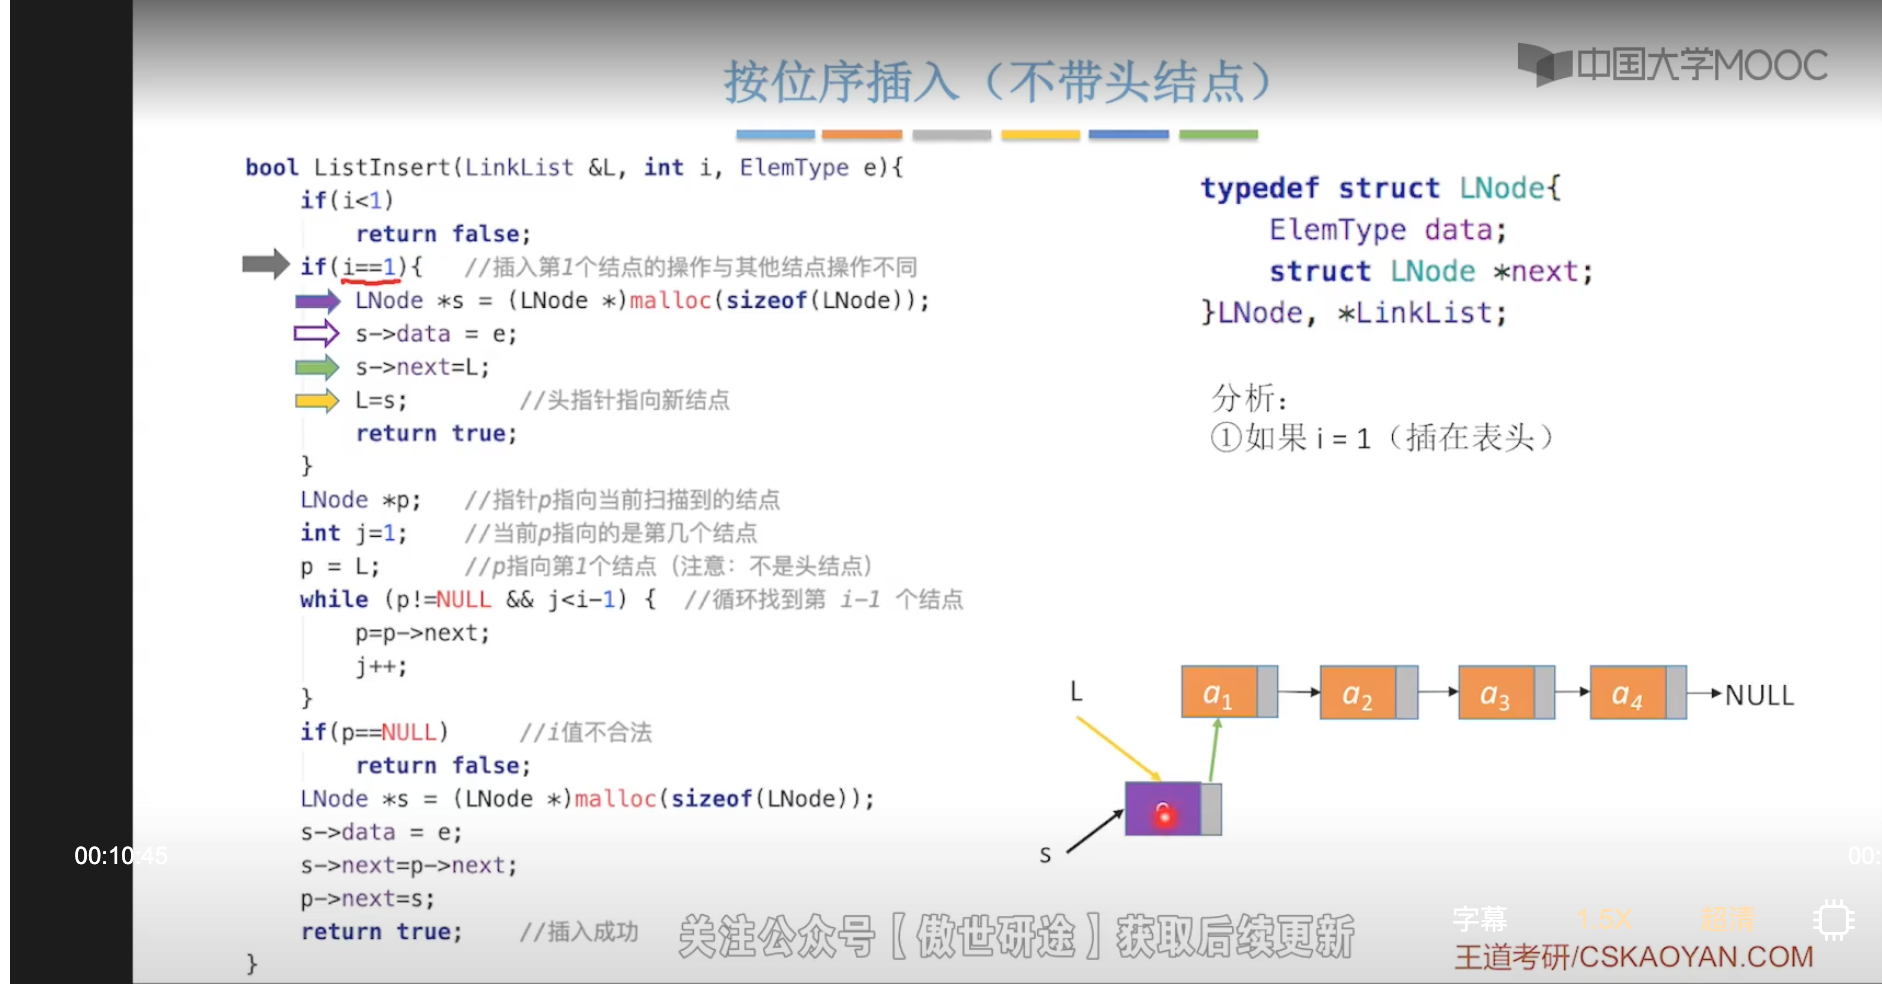 中国大学MOOC
按位序插入（不带头结点）
bool ListInsert(LinkList &L, int i, ElemType e){
if(i<1)
return false;
if(i==1){ //插入第1个结点的操作与其他结点操作不同
LNode *s = (LNode *)malloc(sizeof(LNode));
s->data = e;
s->next=L;
L=s; //头指针指向新结点
return true;
}
LNode *p; //指针p指向当前扫描到的结点
int j=1; //当前p指向的是第几个结点
p = L; //p指向第1个结点（注意：不是头结点）
while (p!=NULL && j<i-1) { //循环找到第 i-1 个结点
p=p->next;
j++;
}
if(p==NULL) //i值不合法
return false;
LNode *s = (LNode *)malloc(sizeof(LNode));
s->data = e;
s->next=p->next;
p->next=s;
return true; //插入成功
}
typedef struct LNode{
ElemType data;
struct LNode *next;
}LNode, *LinkList;
分析：
①如果 i = 1（插在表头）
L
a1 a2 a3 a4 NULL
s
00:10:45
00:
字幕 1.5X 超清
关注公众号【傲世研途】获取后续更新
王道考研/CSKAOYAN.COM